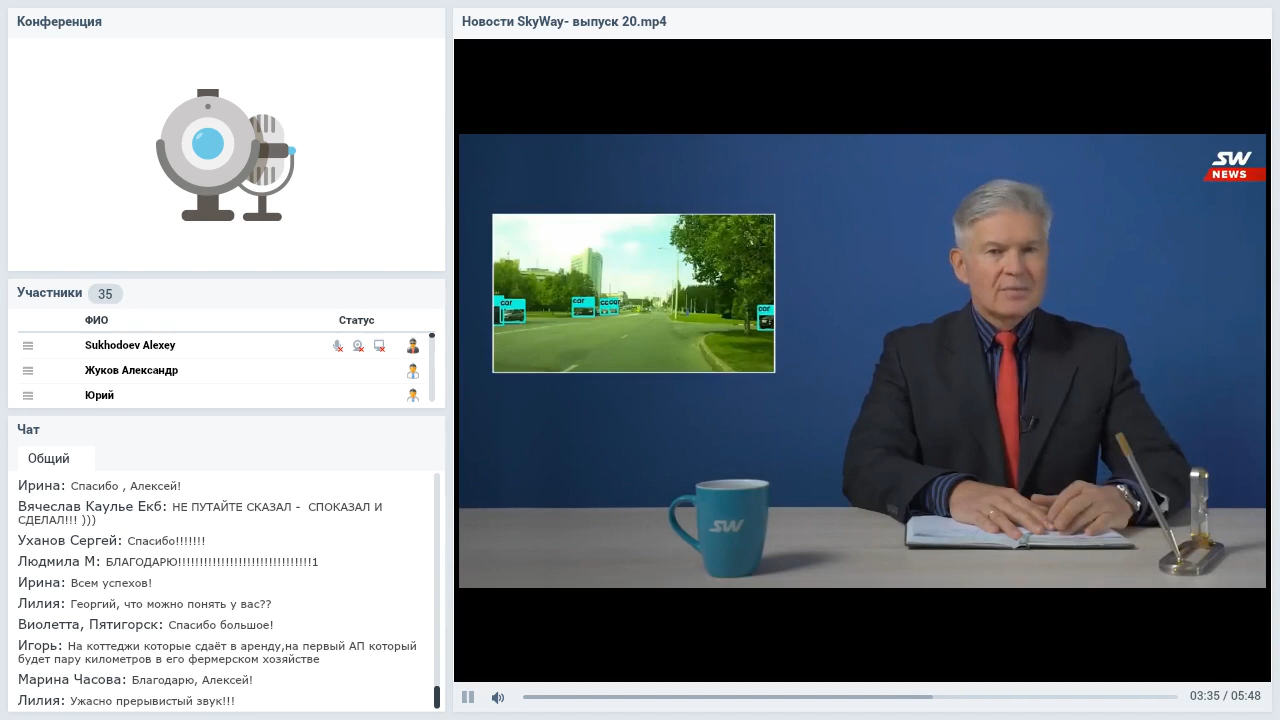 Конференция
Участники 35
ФИО Статус
Sukhodoev Alexey
Жуков Александр
Юрий
Чат
Общий
Ирина: Спасибо , Алексей!
Вячеслав Каулье Екб: НЕ ПУТАЙТЕ СКАЗАЛ - СПОКАЗАЛ И
СДЕЛАЛ!!! )))
Уханов Сергей: Спасибо!!!!!!!
Людмила М: БЛАГОДАРЮ!!!!!!!!!!!!!!!!!!!!!!!!!!!!!!!1
Ирина: Всем успехов!
Лилия: Георгий, что можно понять у вас??
Виолетта, Пятигорск: Спасибо большое!
Игорь: На коттеджи которые сдаёт в аренду,на первый АП который
будет пару километров в его фермерском хозяйстве
Марина Часова: Благодарю, Алексей!
Лилия: Ужасно прерывистый звук!!!
Новости SkyWay- выпуск 20.mp4
SW
NEWS
car
car
car
car
SW
03:35 / 05:48